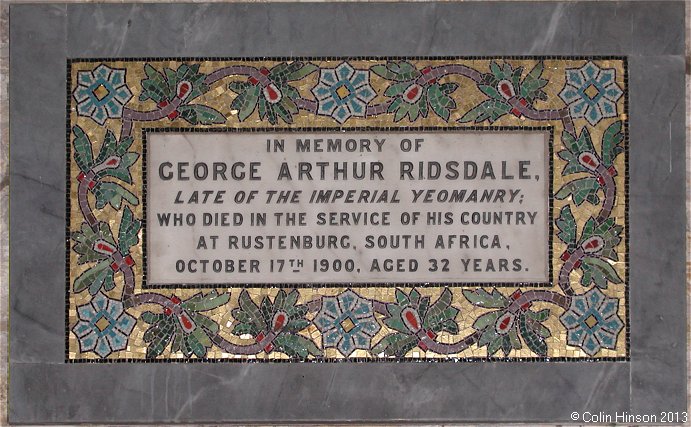 IN MEMORY OF
GEORGE ARTHUR RIDSDALE,
LATE OF THE IMPERIAL YEOMANRY;
WHO DIED IN THE SERVICE OF HIS COUNTRY
AT RUSTENBURG, SOUTH AFRICA,
OCTOBER 17TH 1900, AGED 32 YEARS.
©Colin Hinson 2013